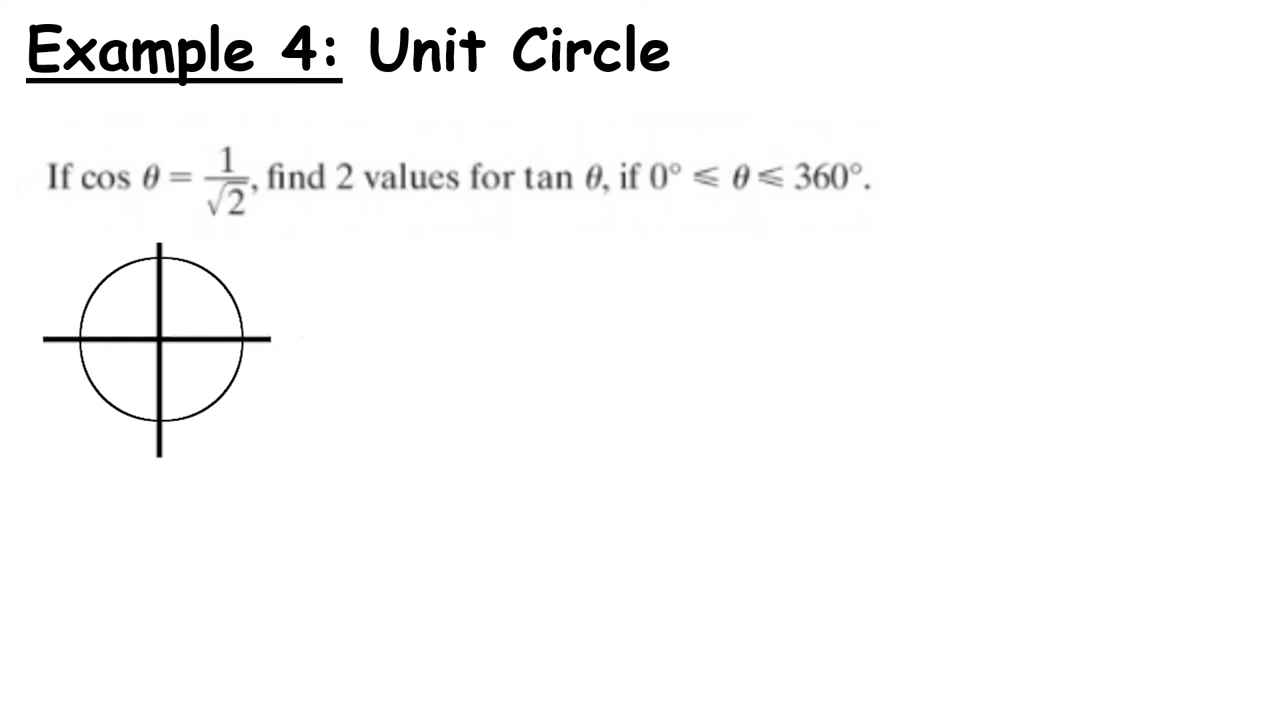 Example 4: Unit Circle
If cos θ = 1/√2, find 2 values for tan θ, if 0° ⩽ θ ⩽ 360°.